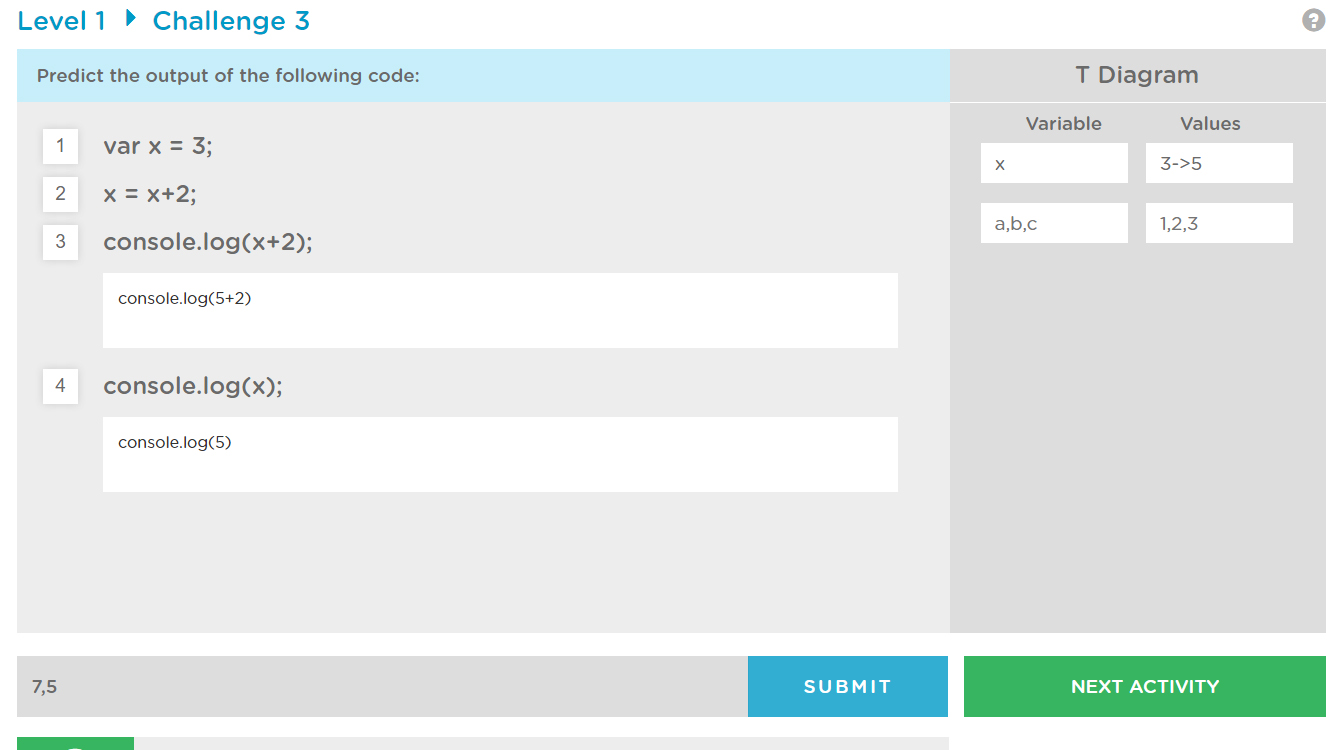 Level 1 Challenge 3
?
Predict the output of the following code:
T Diagram
Variable Values
1 var x = 3;
x 3->5
2 x = x+2;
a,b,c 1,2,3
3 console.log(x+2);
console.log(5+2)
4 console.log(x);
console.log(5)
7,5
SUBMIT
NEXT ACTIVITY